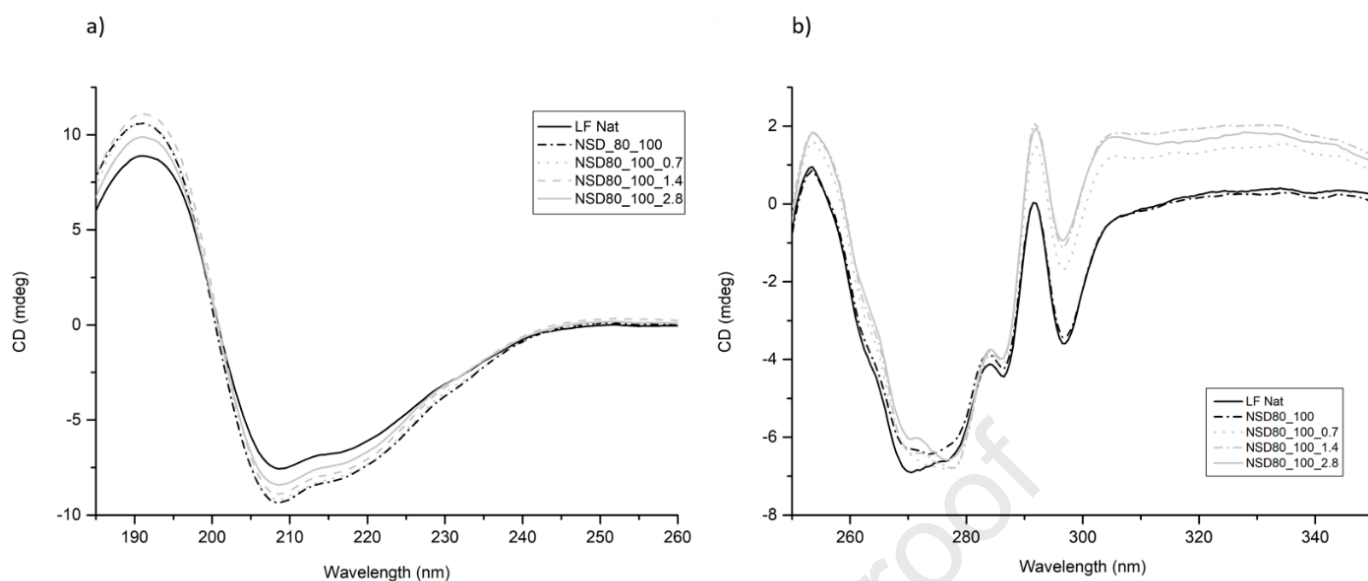 a)
10
5
0
-5
-10
CD (mdeg)
190 200 210 220 230 240 250 260
Wavelength (nm)
LF Nat
NSD_80_100
NSD80_100_0.7
NSD80_100_1.4
NSD80_100_2.8
b)
2
0
-2
-4
-6
-8
CD (mdeg)
260 280 300 320 340
Wavelength (nm)
LF Nat
NSD80_100
NSD80_100_0.7
NSD80_100_1.4
NSD80_100_2.8
roof